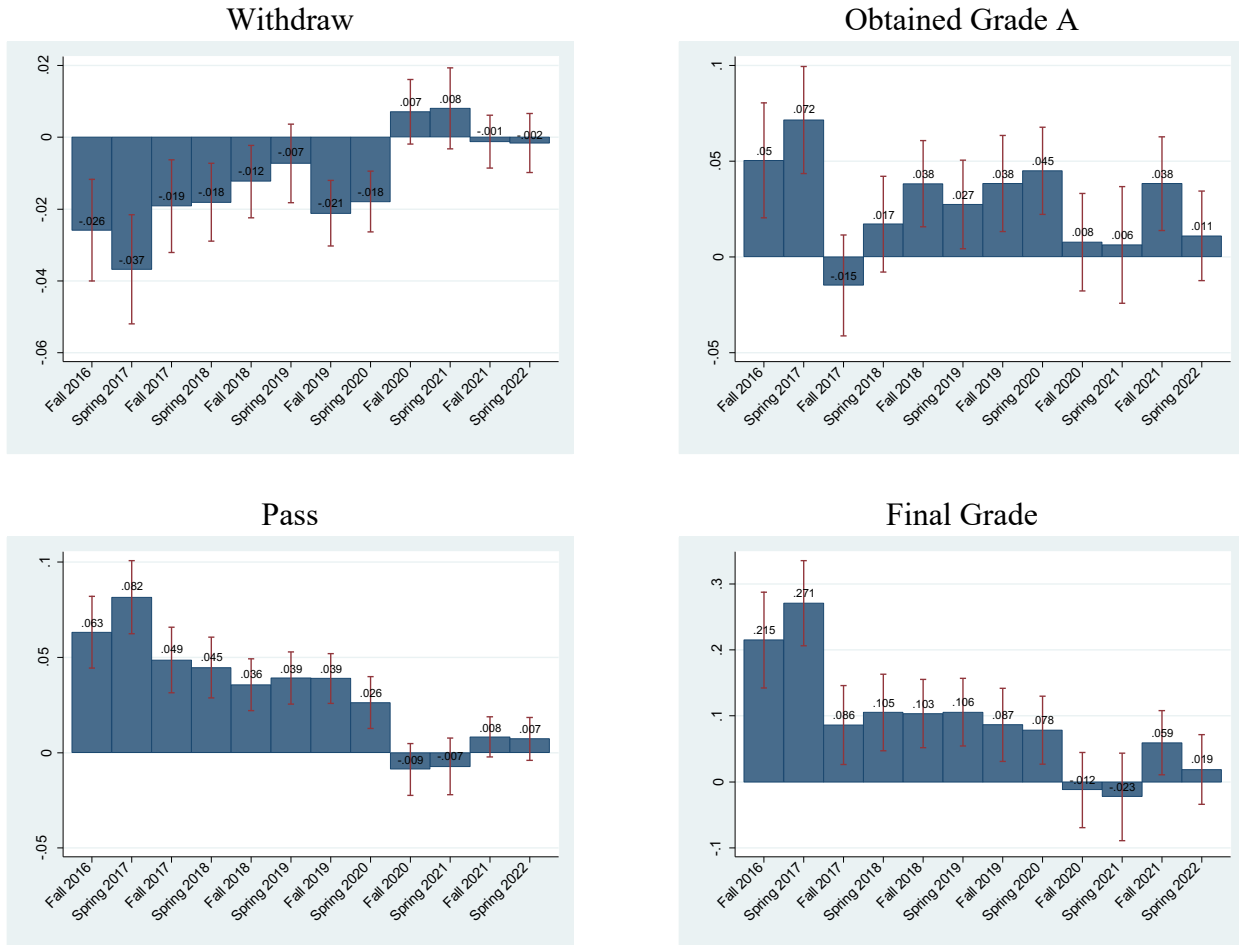 Withdraw
.02
0
-.02
-.04
-.06
-.026
-.037
-.019
-.018
-.012
-.007
-.021
-.018
.007
.008
-.001
-.002
Fall 2016
Spring 2017
Fall 2017
Spring 2018
Fall 2018
Spring 2019
Fall 2019
Spring 2020
Fall 2020
Spring 2021
Fall 2021
Spring 2022
Obtained Grade A
.1
.05
0
-.05
.05
.072
-.015
.017
.038
.027
.038
.045
.008
.006
.038
.011
Fall 2016
Spring 2017
Fall 2017
Spring 2018
Fall 2018
Spring 2019
Fall 2019
Spring 2020
Fall 2020
Spring 2021
Fall 2021
Spring 2022
Pass
.1
.05
0
-.05
.063
.082
.049
.045
.036
.039
.039
.026
-.009
-.007
.008
.007
Fall 2016
Spring 2017
Fall 2017
Spring 2018
Fall 2018
Spring 2019
Fall 2019
Spring 2020
Fall 2020
Spring 2021
Fall 2021
Spring 2022
Final Grade
.3
.2
.1
0
-.1
.215
.271
.086
.105
.103
.106
.087
.078
-.012
-.023
.059
.019
Fall 2016
Spring 2017
Fall 2017
Spring 2018
Fall 2018
Spring 2019
Fall 2019
Spring 2020
Fall 2020
Spring 2021
Fall 2021
Spring 2022